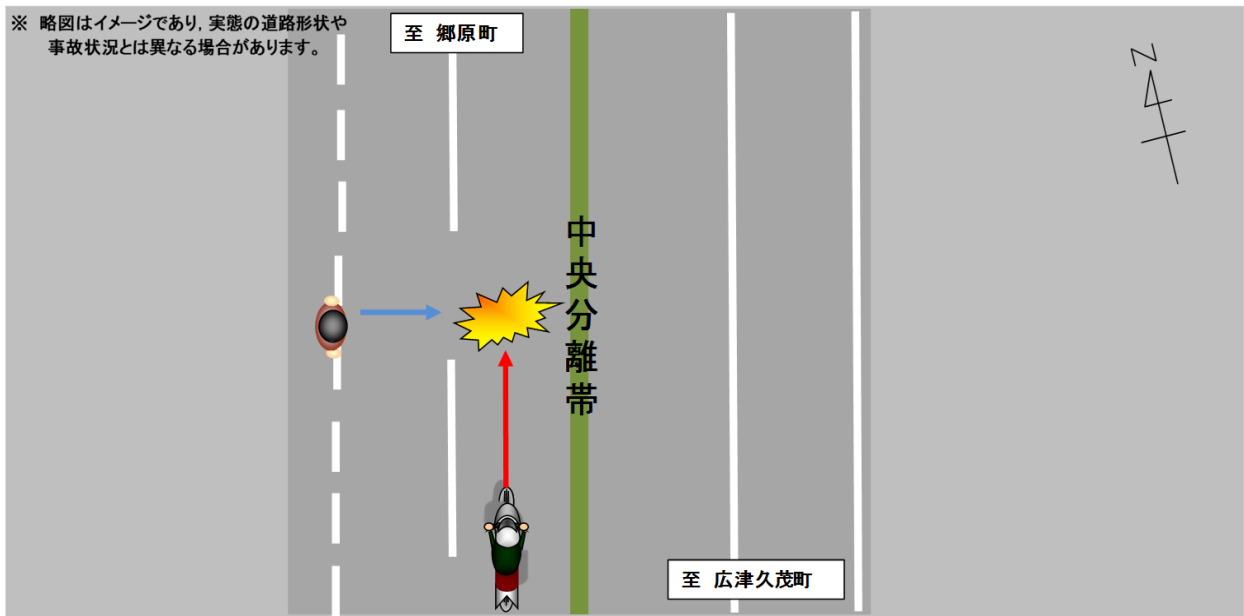 ※ 略図はイメージであり, 実態の道路形状や
事故状況とは異なる場合があります。
至 郷原町
N
中央分離帯
至 広津久茂町